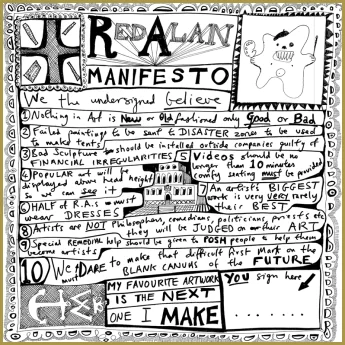 RED ALAN
MANIFESTO
We the undersigned believe
1 Nothing in Art is New or Old fashioned only Good or Bad
2 Failed paintings to be sent to DISASTER zones to be used
to make tents
3 Bad Sculpture should be installed outside companies guilty of
FINANCIAL IRREGULARITIES
5 Videos should be no
longer than 10 minutes
comfy seating must be provided
4 Popular art will
displayed above head height
so we can see it
7 An artists BIGGEST
work is very very rarely
their BEST
6 HALF of R.A.s must
wear DRESSES
8 Artists are NOT Philosophers, comedians, politicians, priests etc
they will be JUDGED on their ART
9 Special REMEDIAL help should be given to POSH people to help them
become artists
10 We must DARE to make that difficult first mark on the
BLANK CANVAS of the FUTURE
MY FAVOURITE ARTWORK
IS THE NEXT
ONE I MAKE
YOU sign here